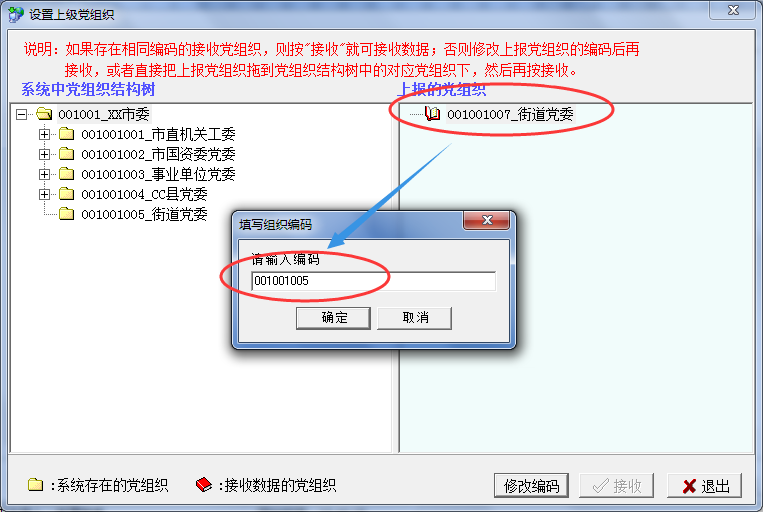 设置上级党组织
说明：如果存在相同编码的接收党组织，则按"接收"就可接收数据；否则修改上报党组织的编码后再
接收，或者直接把上报党组织拖到党组织结构树中的对应党组织下，然后再按接收。
系统中党组织结构树
上报的党组织
001001_XX市委
001001001_市直机关工委
001001002_市国资委党委
001001003_事业单位党委
001001004_CC县党委
001001005_街道党委
001001007_街道党委
填写组织编码
请输入编码
001001005
确定
取消
:系统存在的党组织
:接收数据的党组织
修改编码
接收
退出